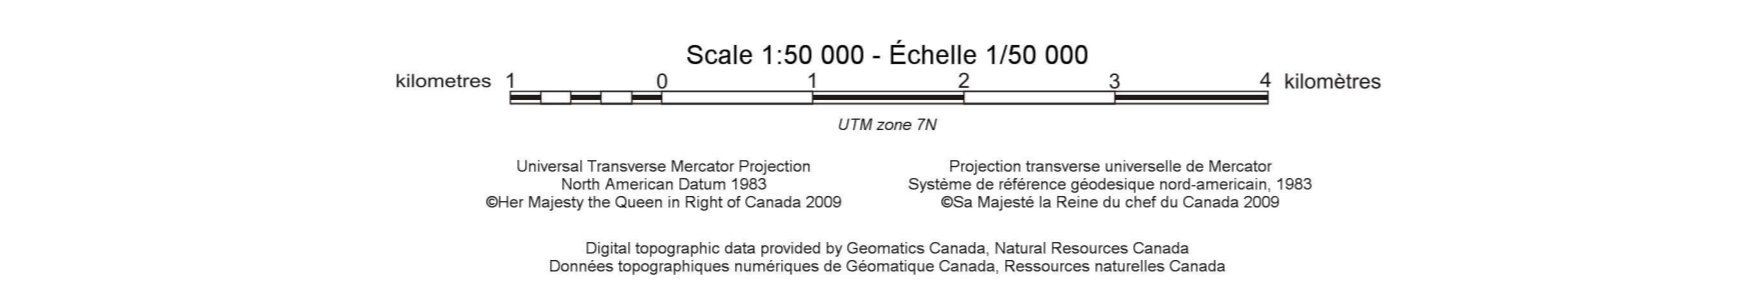 Scale 1:50 000 - Échelle 1/50 000
kilometres 1 0 1 2 3 4 kilomètres
UTM zone 7N
Universal Transverse Mercator Projection
North American Datum 1983
©Her Majesty the Queen in Right of Canada 2009
Projection transverse universelle de Mercator
Système de référence géodesique nord-americain, 1983
©Sa Majesté la Reine du chef du Canada 2009
Digital topographic data provided by Geomatics Canada, Natural Resources Canada
Données topographiques numériques de Géomatique Canada, Ressources naturelles Canada